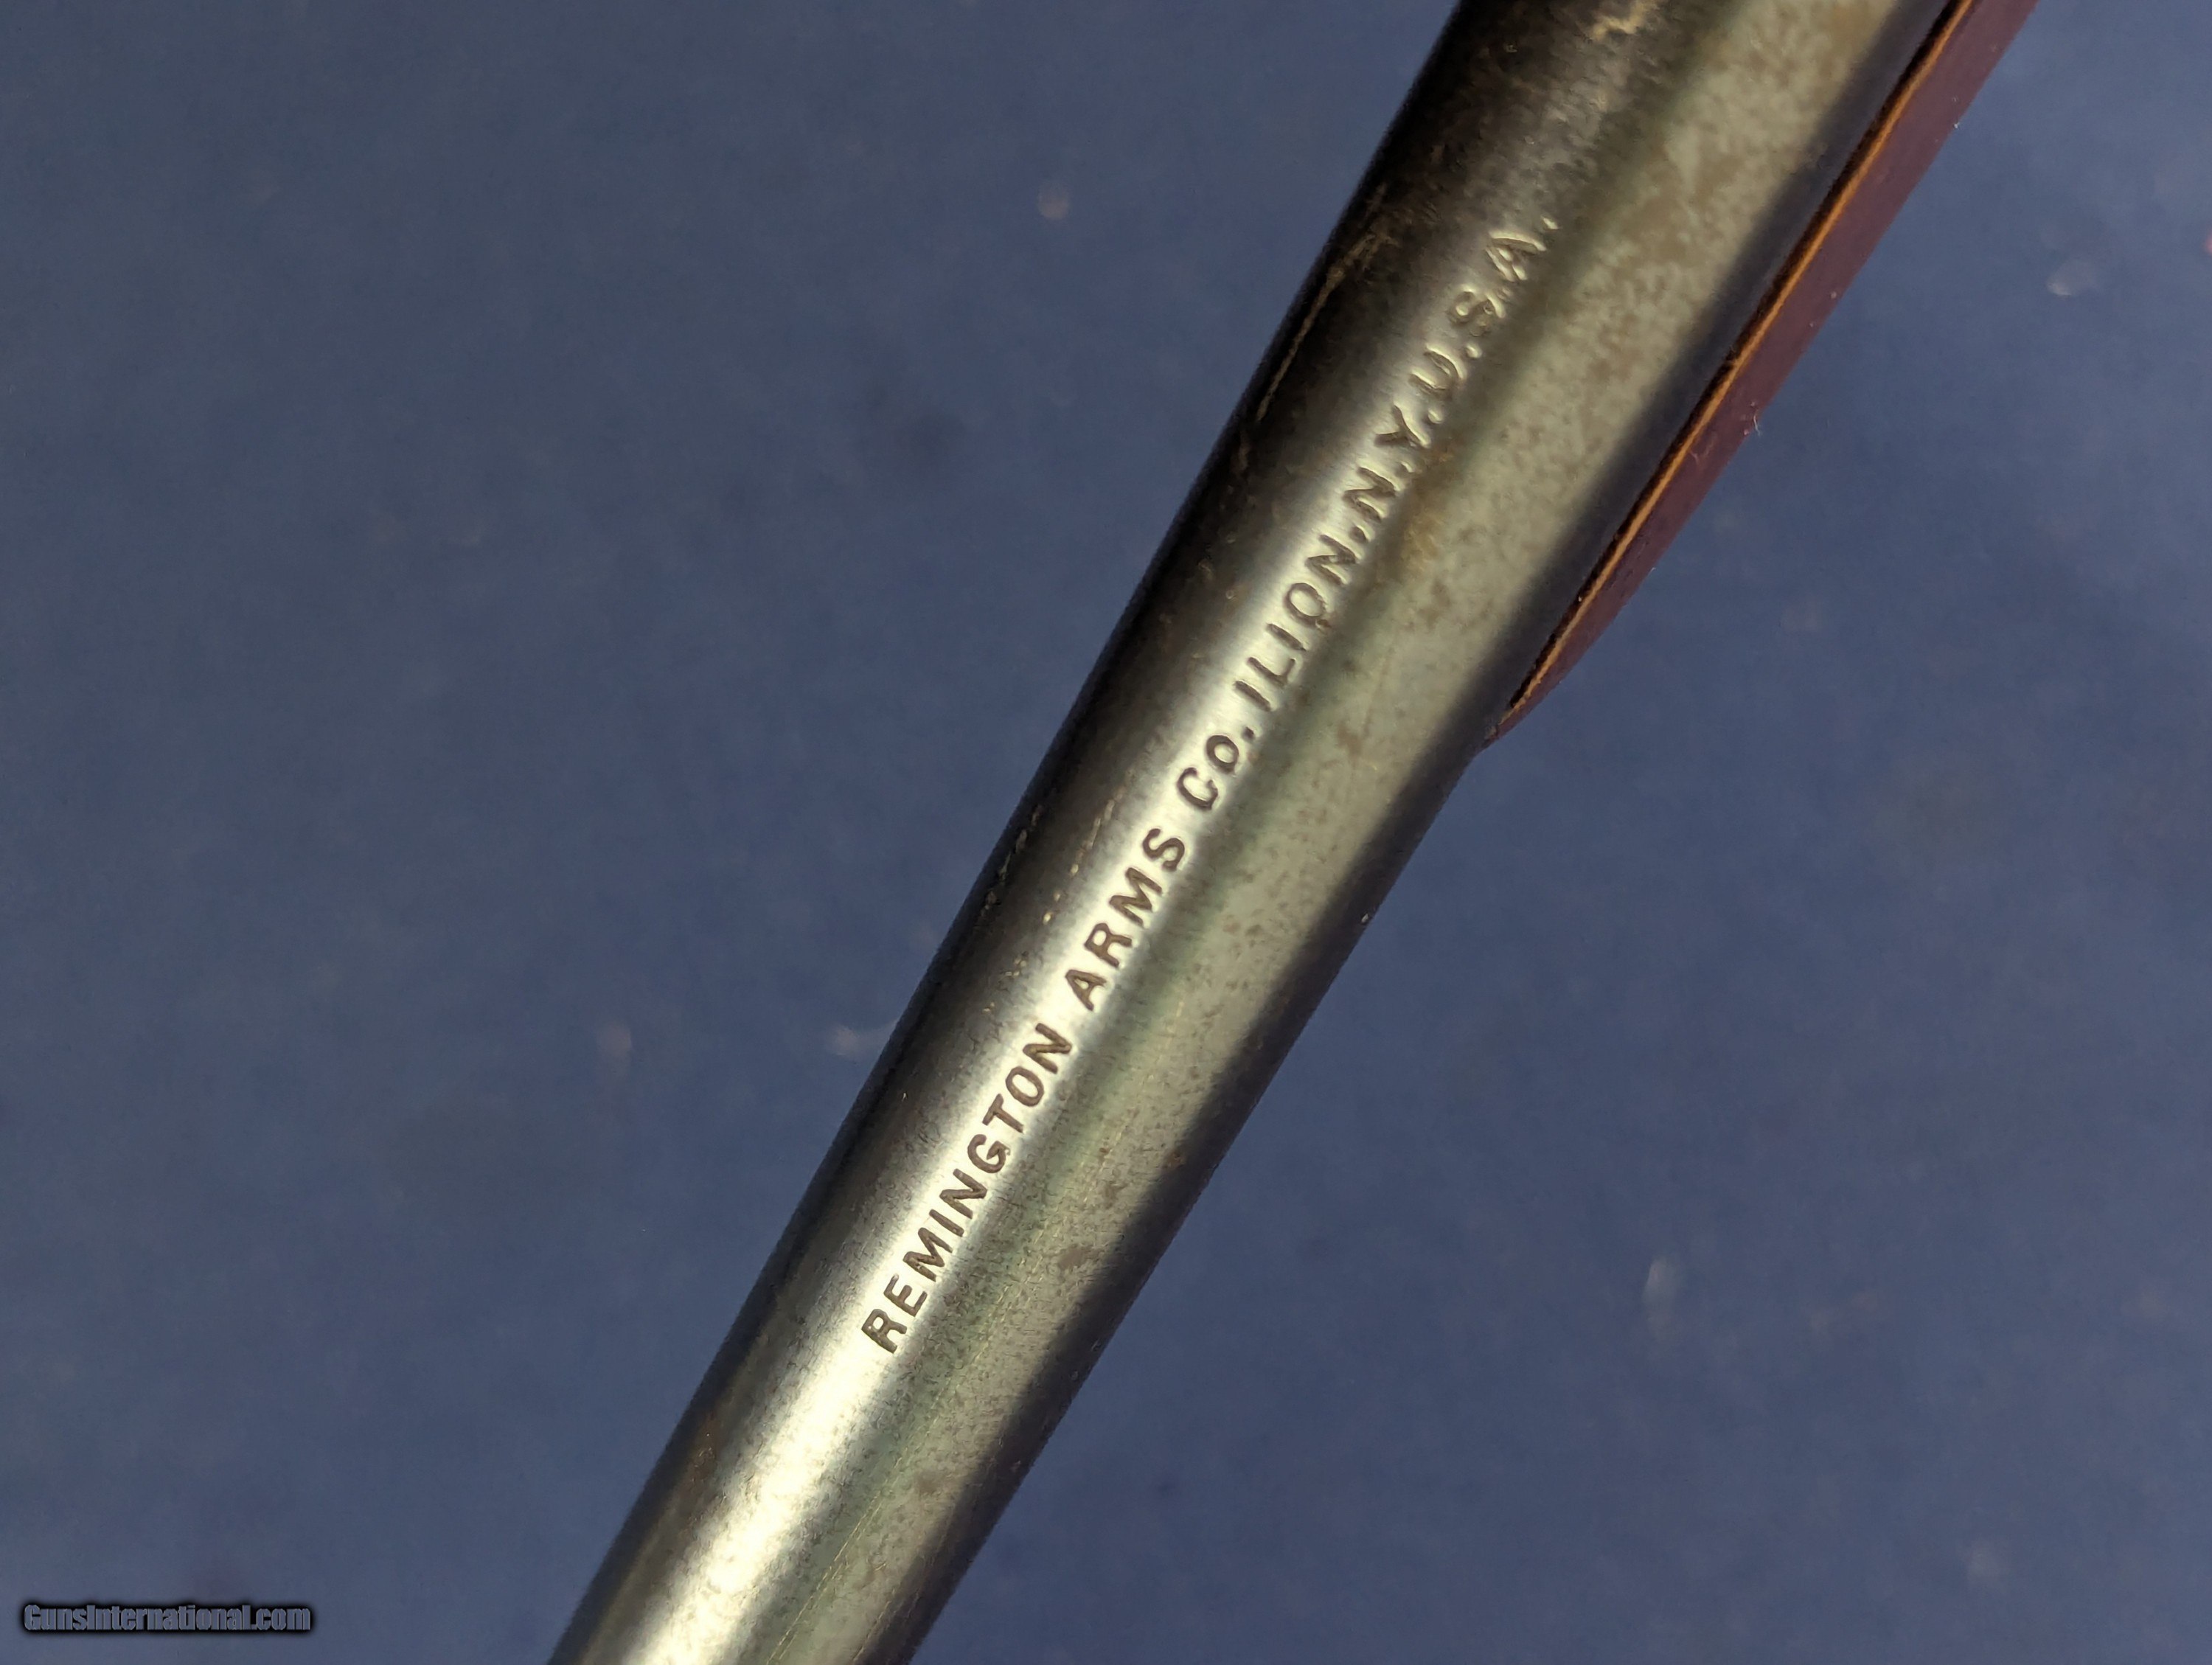 REMINGTON ARMS Co. ILION. N.Y. U.S.A.
GunsInternational.com